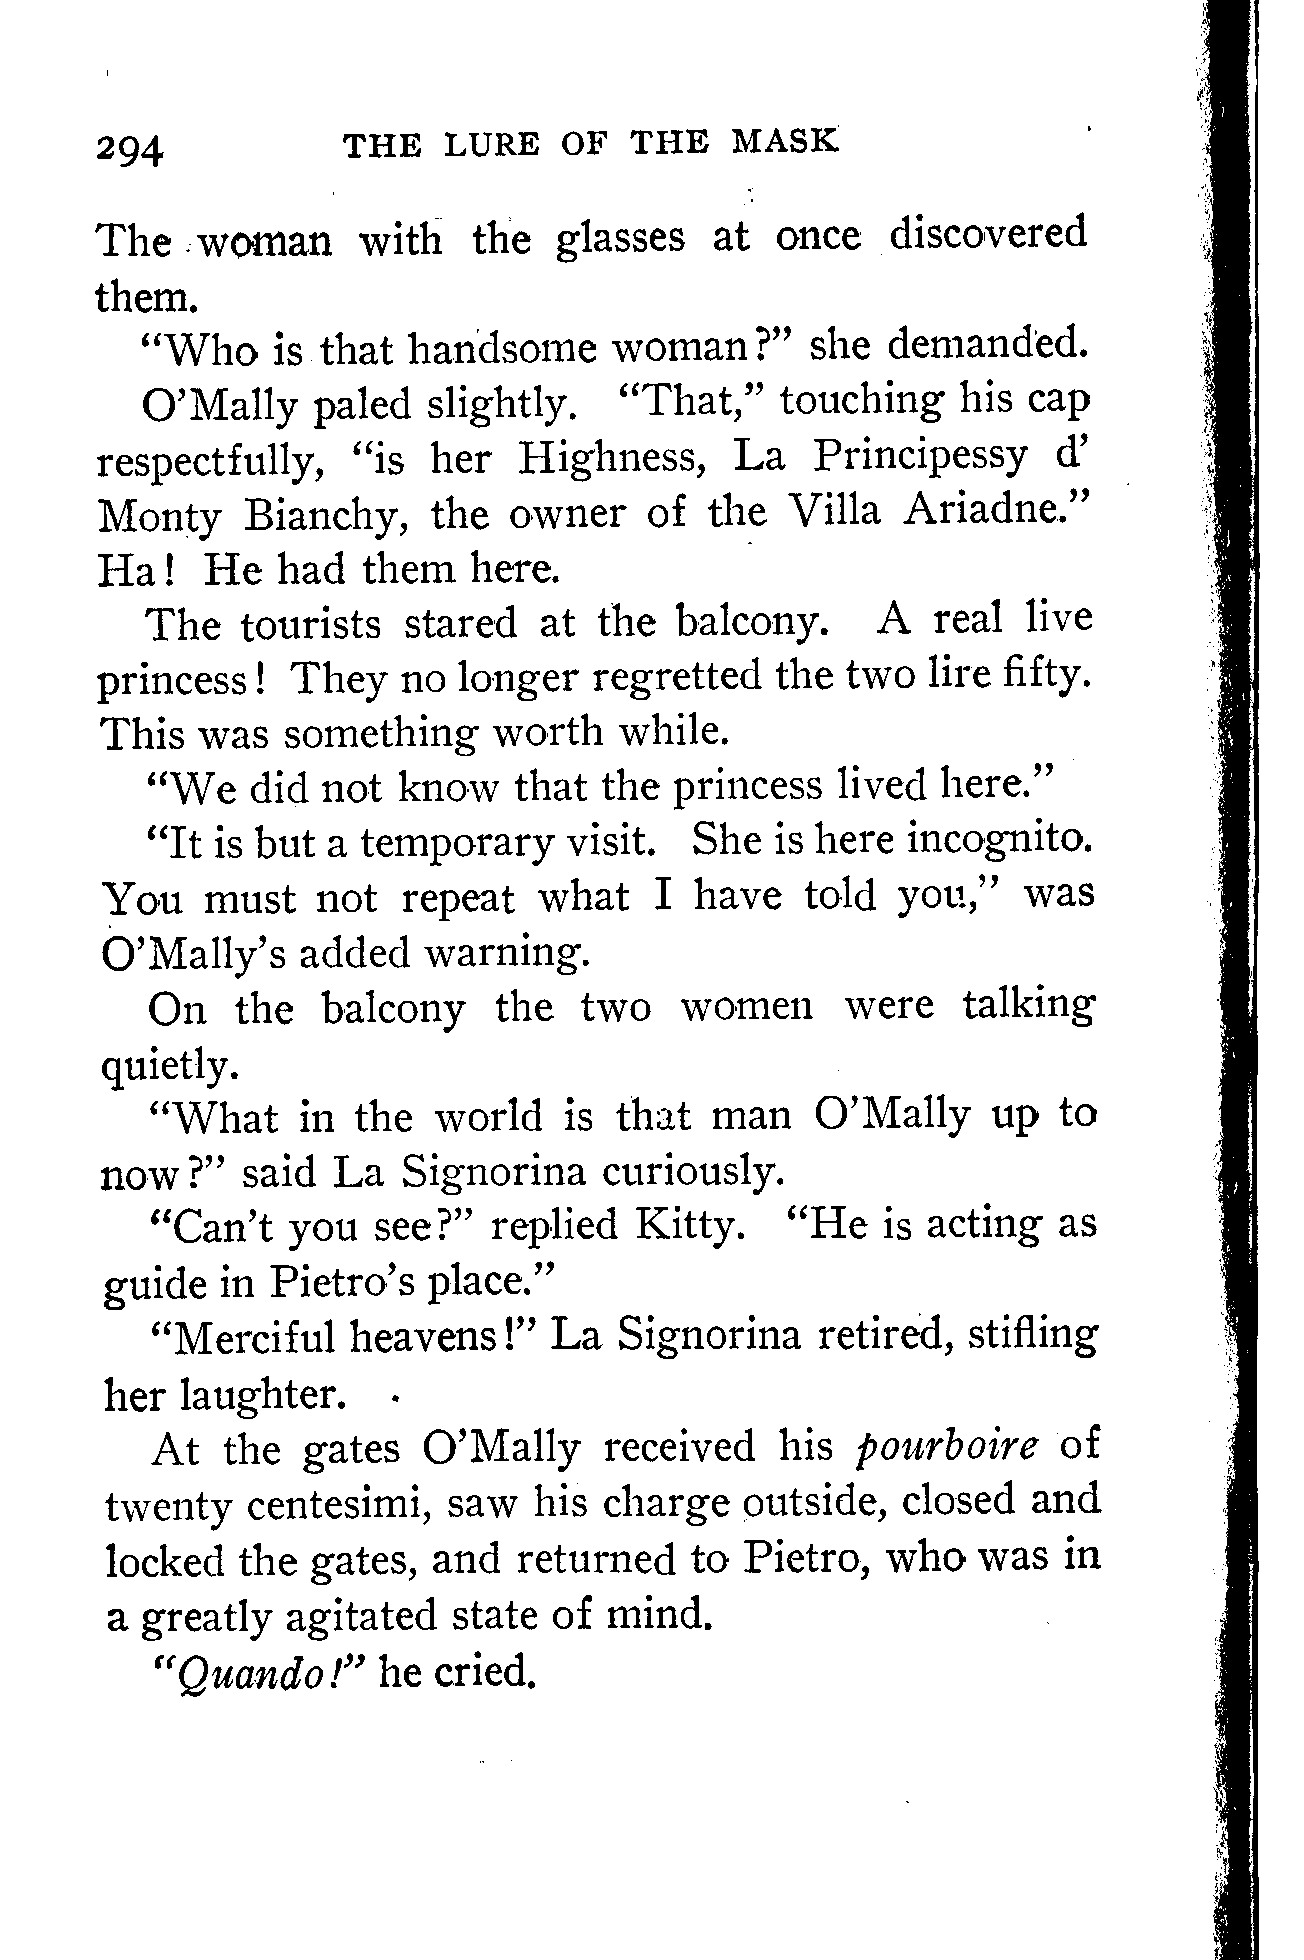 294 THE LURE OF THE MASK
The woman with the glasses at once discovered
them.
“Who is that handsome woman?” she demanded.
O’Mally paled slightly. “That,” touching his cap
respectfully, “is her Highness, La Principessy d’
Monty Bianchy, the owner of the Villa Ariadne.”
Ha! He had them here.
The tourists stared at the balcony. A real live
princess! They no longer regretted the two lire fifty.
This was something worth while.
“We did not know that the princess lived here.”
“It is but a temporary visit. She is here incognito.
You must not repeat what I have told you,” was
O’Mally’s added warning.
On the balcony the two women were talking
quietly.
“What in the world is that man O’Mally up to
now?” said La Signorina curiously.
“Can’t you see?” replied Kitty. “He is acting as
guide in Pietro’s place.”
“Merciful heavens!” La Signorina retired, stifling
her laughter.
At the gates O’Mally received his pourboire of
twenty centesimi, saw his charge outside, closed and
locked the gates, and returned to Pietro, who was in
a greatly agitated state of mind.
“Quando!” he cried.